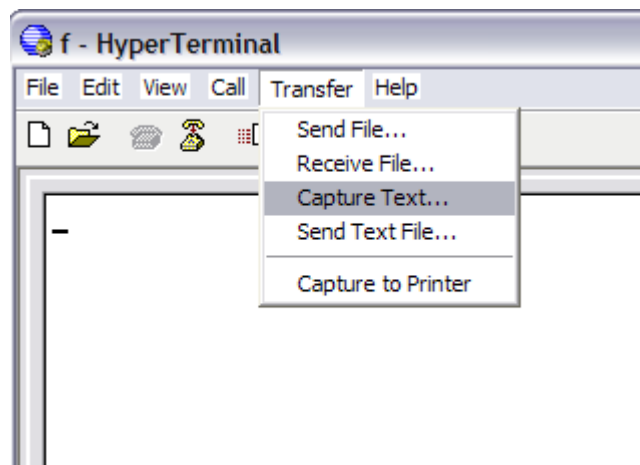 f - HyperTerminal
File Edit View Call Transfer Help
Send File...
Receive File...
Capture Text...
Send Text File...
Capture to Printer